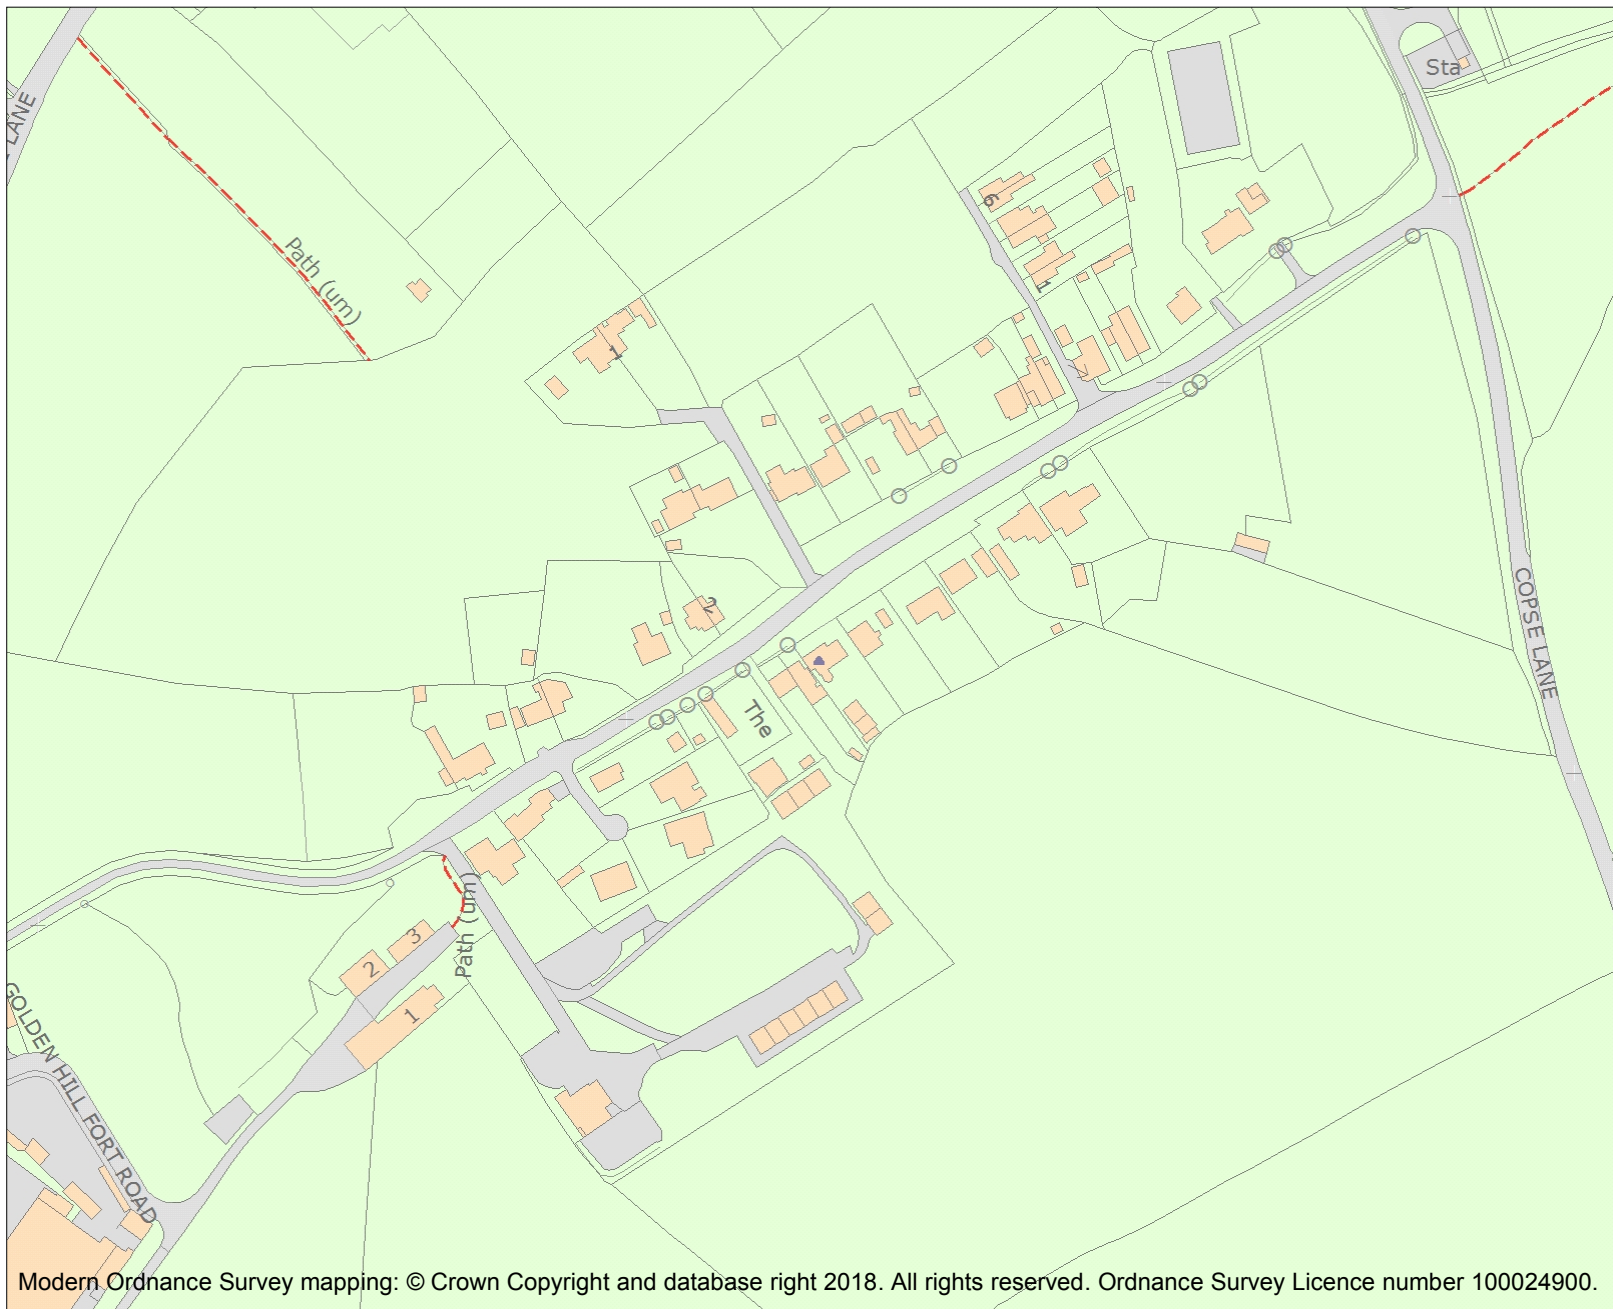 LANE
Sta
Path (um)
6
1
1
2
The
COPSE LANE
Path (um)
3
2
1
GOLDEN HILL FORT ROAD
Modern Ordnance Survey mapping: © Crown Copyright and database right 2018. All rights reserved. Ordnance Survey Licence number 100024900.